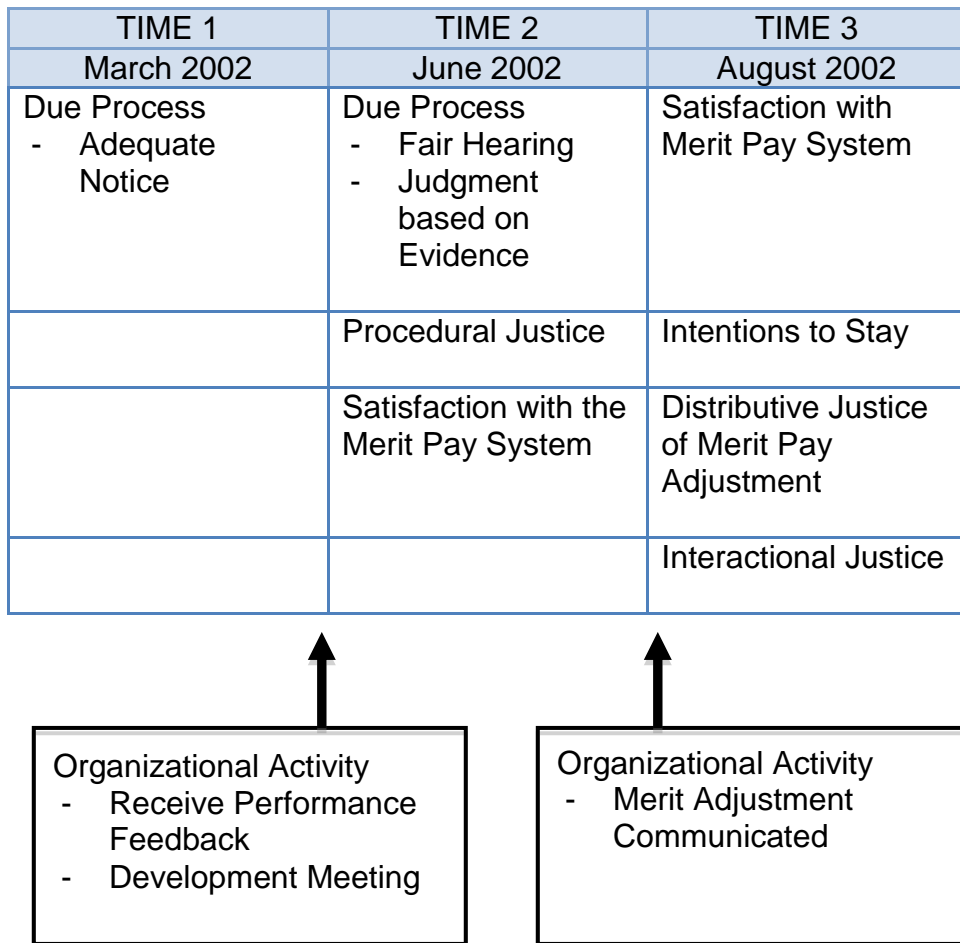 TIME 1
TIME 2
TIME 3
March 2002
June 2002
August 2002
Due Process
- Adequate
Notice
Due Process
- Fair Hearing
- Judgment
based on
Evidence
Satisfaction with
Merit Pay System
Procedural Justice
Intentions to Stay
Satisfaction with the
Merit Pay System
Distributive Justice
of Merit Pay
Adjustment
Interactional Justice
Organizational Activity
- Receive Performance
Feedback
- Development Meeting
Organizational Activity
- Merit Adjustment
Communicated